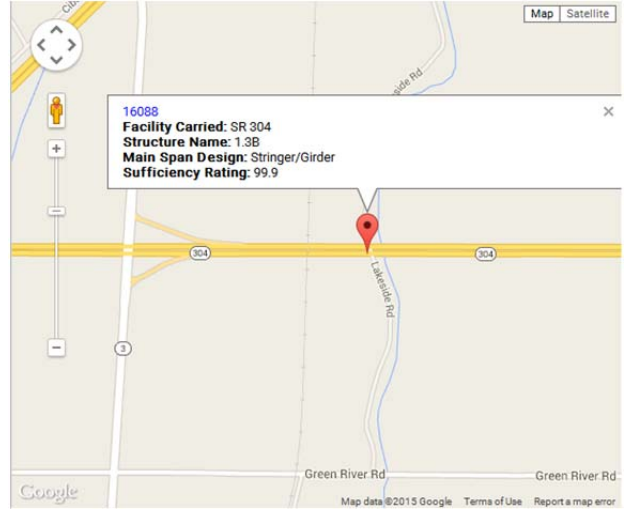 Map Satellite
Cib
side Rd
16088
Facility Carried: SR 304
Structure Name: 1.3B
Main Span Design: Stringer/Girder
Sufficiency Rating: 99.9
304
304
Lakeside Rd
3
Green River Rd
Green River Rd
Google
Map data ©2015 Google Terms of Use Report a map error